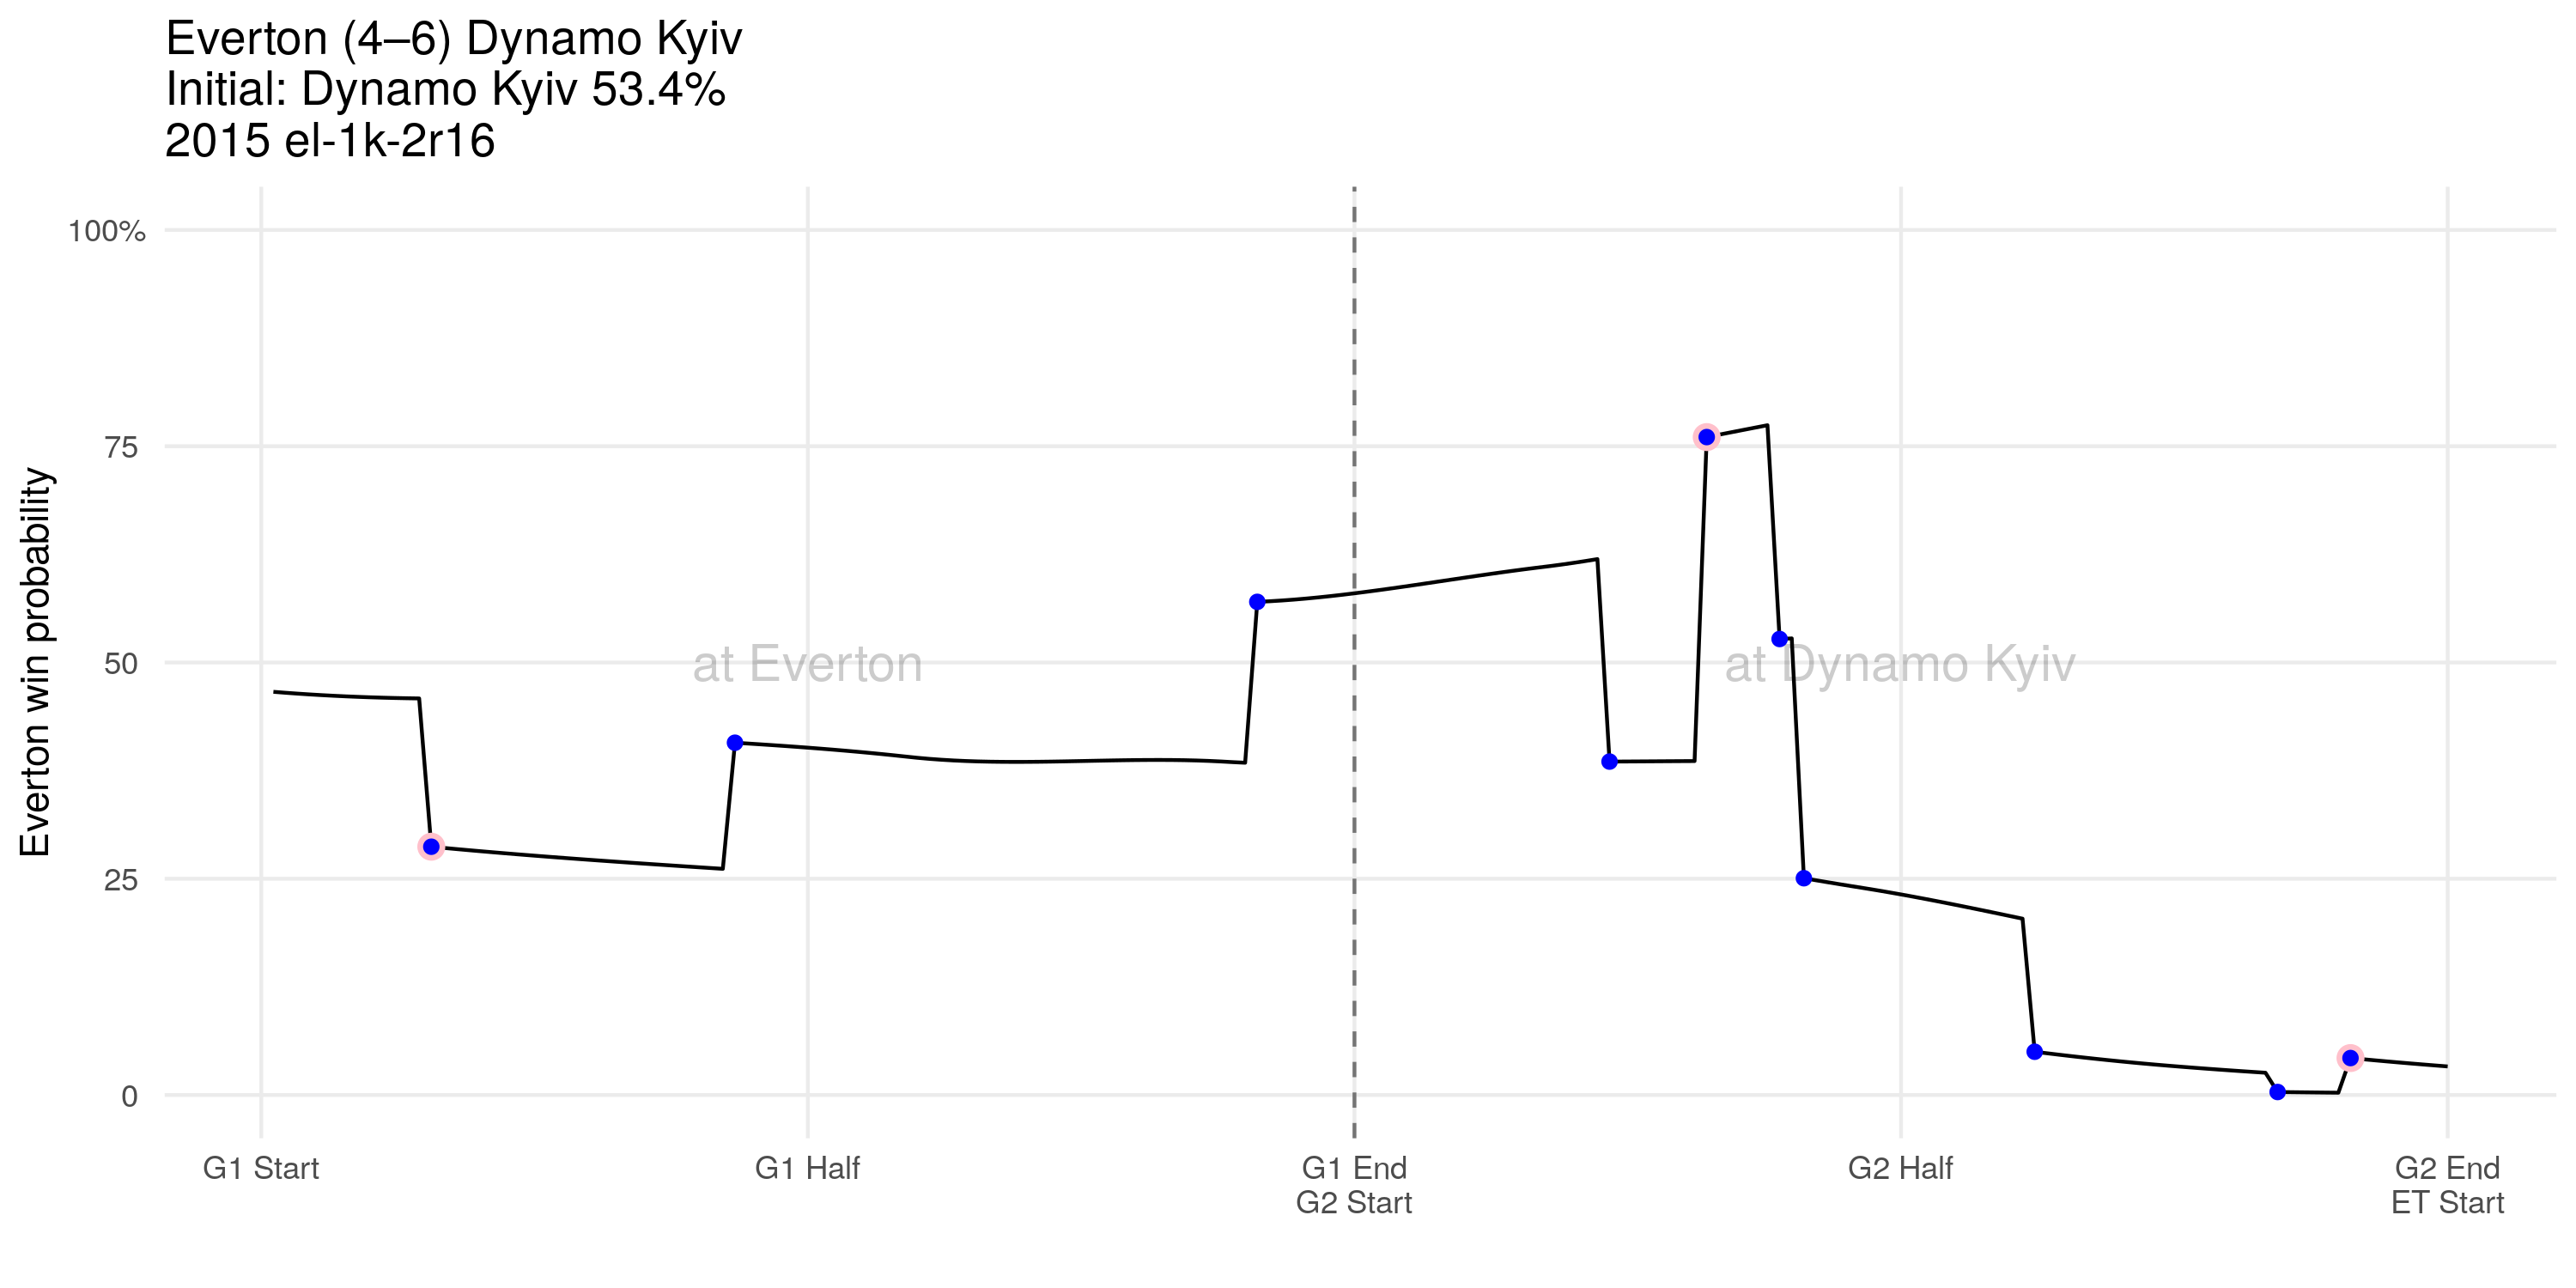 Everton (4–6) Dynamo Kyiv
Initial: Dynamo Kyiv 53.4%
2015 el-1k-2r16
Everton win probability
100%
75
50
25
0
at Everton
at Dynamo Kyiv
G1 Start
G1 Half
G1 End
G2 Start
G2 Half
G2 End
ET Start